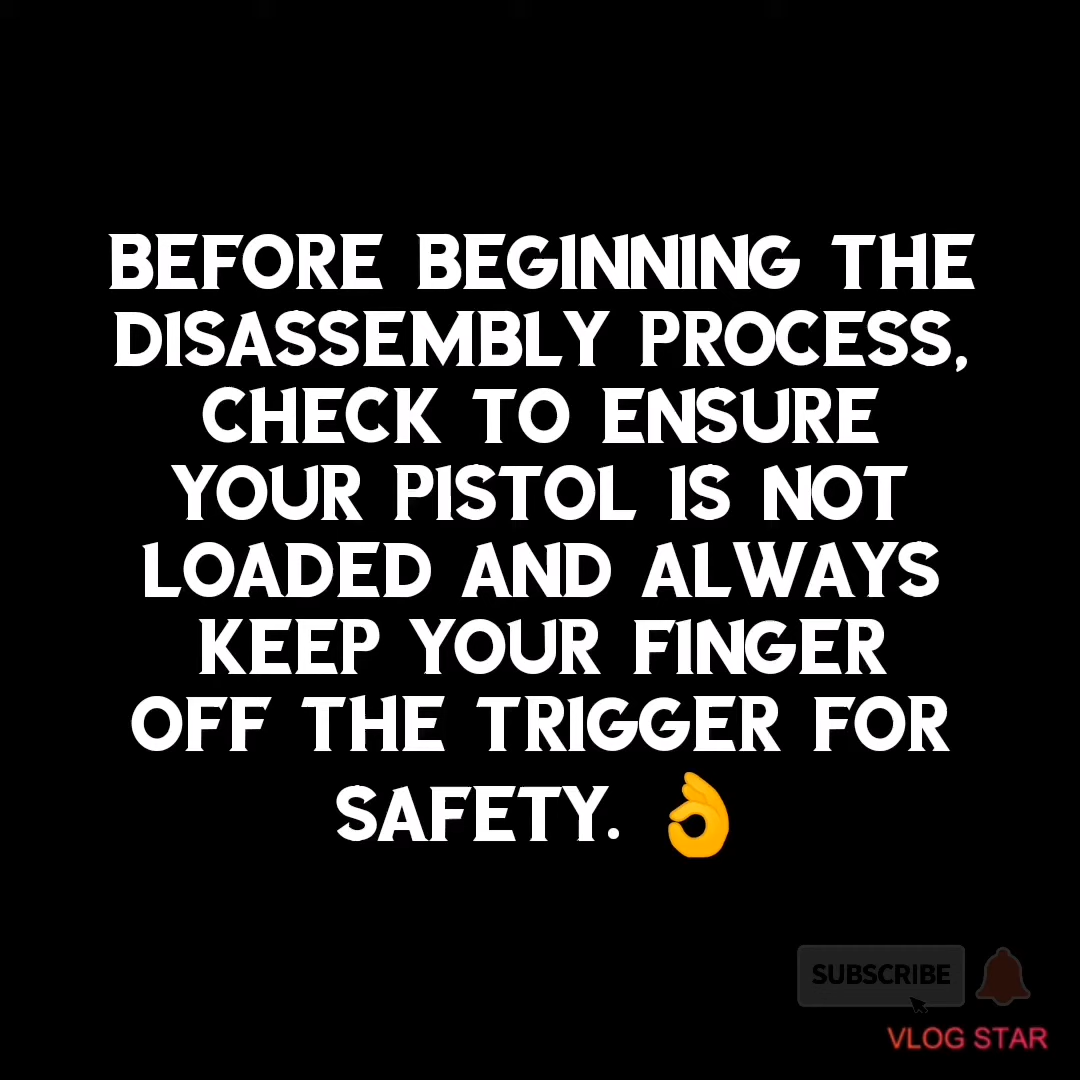 BEFORE BEGINNING THE
DISASSEMBLY PROCESS,
CHECK TO ENSURE
YOUR PISTOL IS NOT
LOADED AND ALWAYS
KEEP YOUR FINGER
OFF THE TRIGGER FOR
SAFETY. 👌
SUBSCRIBE
VLOG STAR